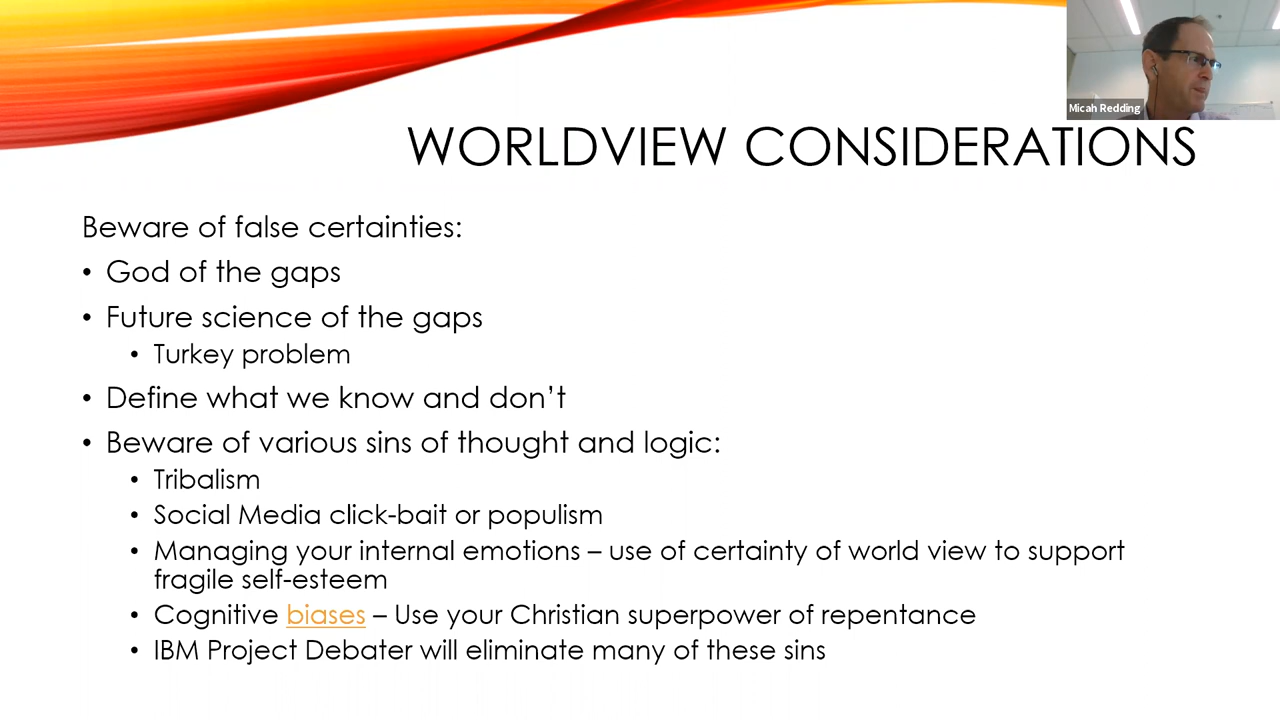 Micah Redding
WORLDVIEW CONSIDERATIONS
Beware of false certainties:
• God of the gaps
• Future science of the gaps
• Turkey problem
• Define what we know and don’t
• Beware of various sins of thought and logic:
• Tribalism
• Social Media click-bait or populism
• Managing your internal emotions – use of certainty of world view to support
fragile self-esteem
• Cognitive biases – Use your Christian superpower of repentance
• IBM Project Debater will eliminate many of these sins